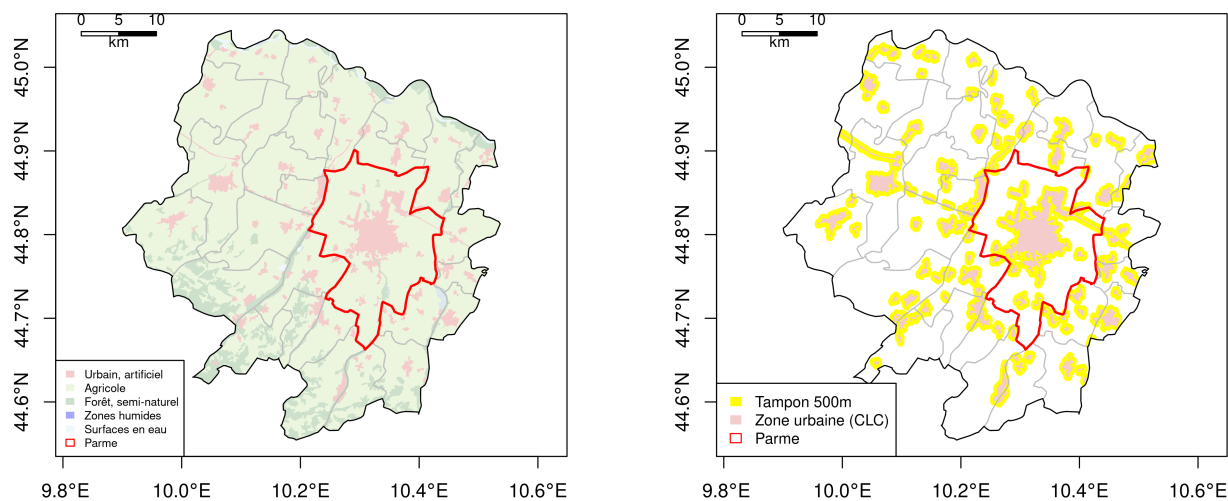 0 5 10
km
45.0°N
44.9°N
44.8°N
44.7°N
44.6°N
Urbain, artificiel
Agricole
Forêt, semi-naturel
Zones humides
Surfaces en eau
Parme
9.8°E 10.0°E 10.2°E 10.4°E 10.6°E
0 5 10
km
45.0°N
44.9°N
44.8°N
44.7°N
44.6°N
Tampon 500m
Zone urbaine (CLC)
Parme
9.8°E 10.0°E 10.2°E 10.4°E 10.6°E